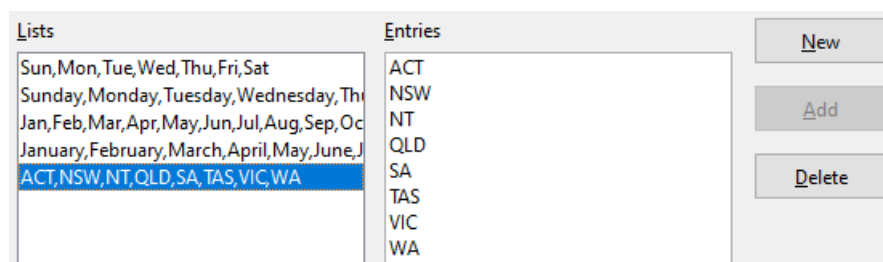 Lists
Sun,Mon,Tue,Wed,Thu,Fri,Sat
Sunday,Monday,Tuesday,Wednesday,Thu
Jan,Feb,Mar,Apr,May,Jun,Jul,Aug,Sep,Oc
January,February,March,April,May,June,J
ACT,NSW,NT,QLD,SA,TAS,VIC,WA
Entries
ACT
NSW
NT
QLD
SA
TAS
VIC
WA
New
Add
Delete